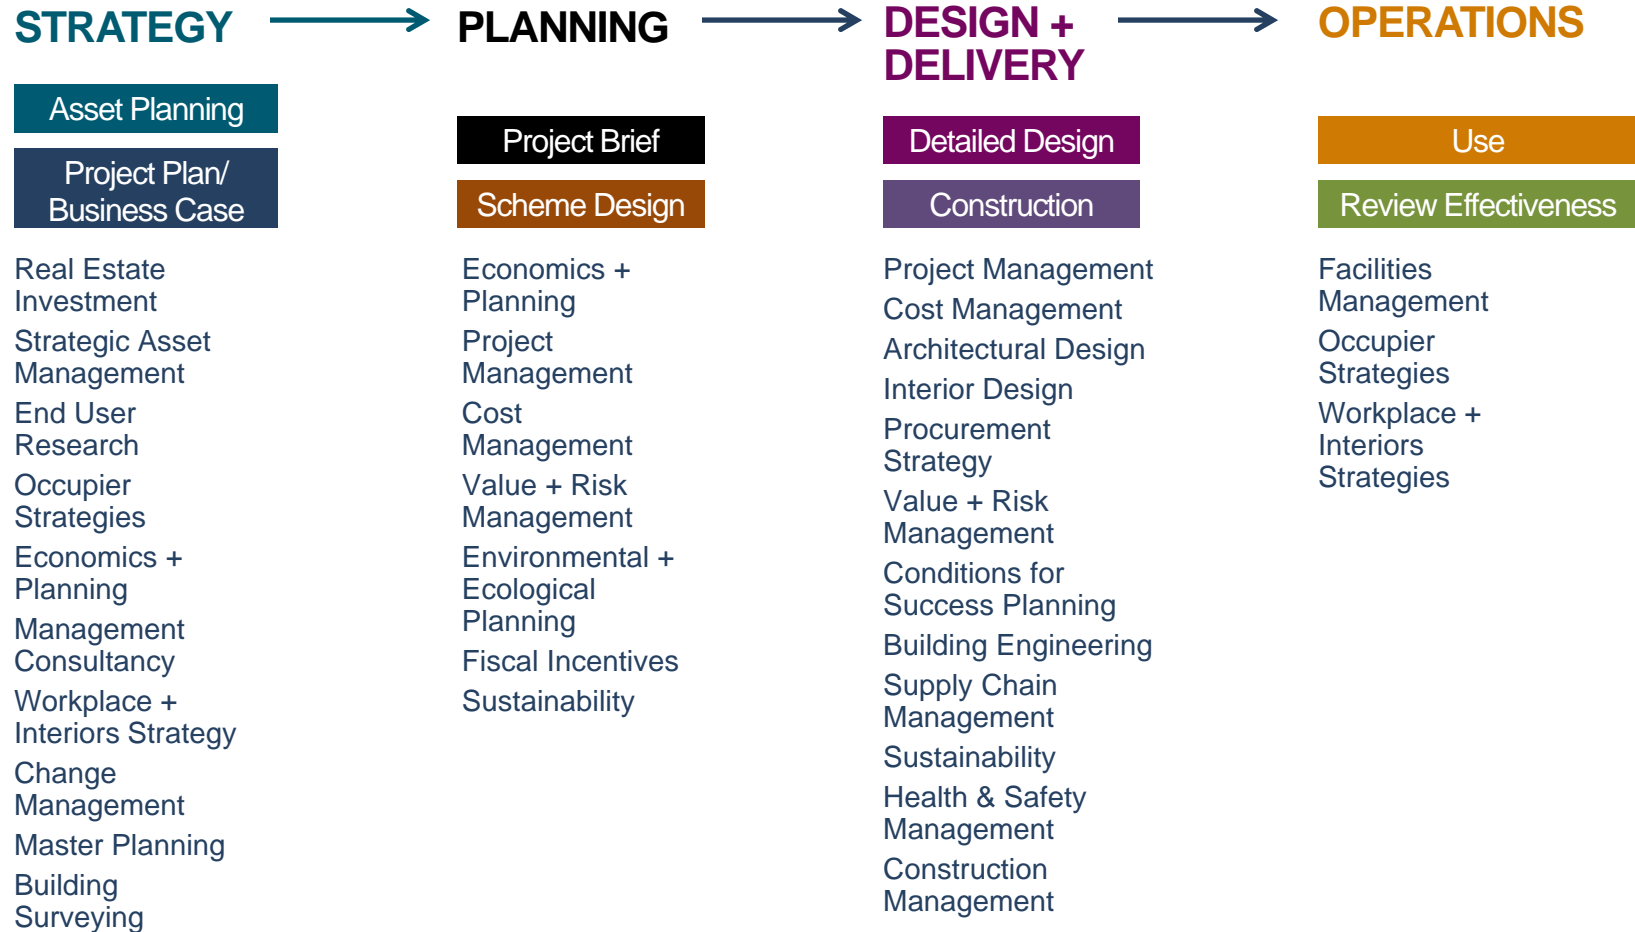 STRATEGY
Asset Planning
Project Plan/
Business Case
Real Estate
Investment
Strategic Asset
Management
End User
Research
Occupier
Strategies
Economics +
Planning
Management
Consultancy
Workplace +
Interiors Strategy
Change
Management
Master Planning
Building
Surveying
PLANNING
Project Brief
Scheme Design
Economics +
Planning
Project
Management
Cost
Management
Value + Risk
Management
Environmental +
Ecological
Planning
Fiscal Incentives
Sustainability
DESIGN +
DELIVERY
Detailed Design
Construction
Project Management
Cost Management
Architectural Design
Interior Design
Procurement
Strategy
Value + Risk
Management
Conditions for
Success Planning
Building Engineering
Supply Chain
Management
Sustainability
Health & Safety
Management
Construction
Management
OPERATIONS
Use
Review Effectiveness
Facilities
Management
Occupier
Strategies
Workplace +
Interiors
Strategies